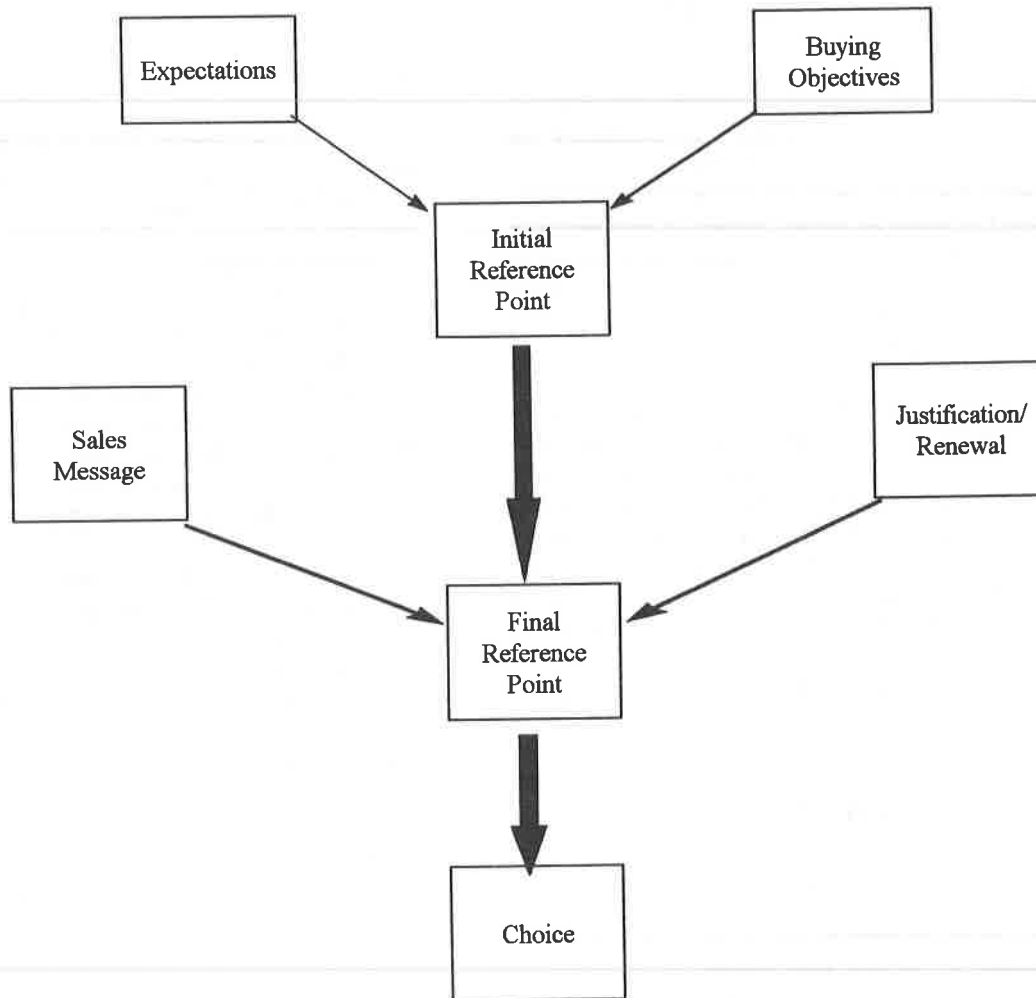 Expectations
Buying
Objectives
Initial
Reference
Point
Sales
Message
Justification/
Renewal
Final
Reference
Point
Choice